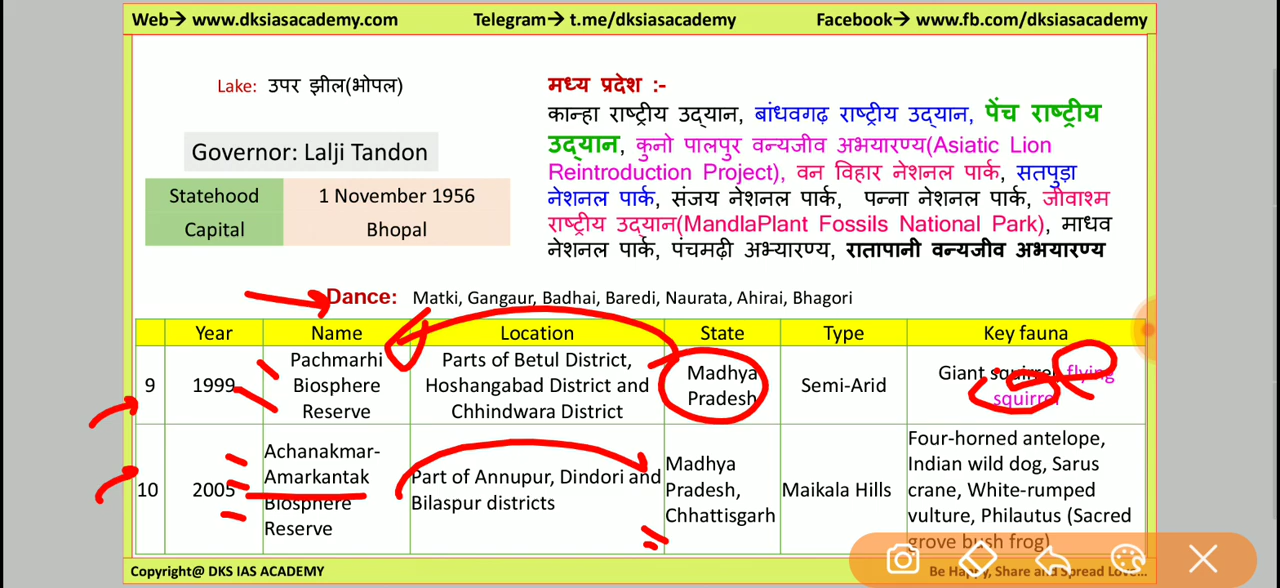 Web→ www.dksiasacademy.com Telegram→ t.me/dksiasacademy Facebook→ www.fb.com/dksiasacademy
Lake: उपर झील(भोपल)
Governor: Lalji Tandon
Statehood 1 November 1956
Capital Bhopal
मध्य प्रदेश :-
कान्हा राष्ट्रीय उद्यान, बांधवगढ़ राष्ट्रीय उद्यान, पेंच राष्ट्रीय
उद्यान, कुनो पालपुर वन्यजीव अभयारण्य(Asiatic Lion
Reintroduction Project), वन विहार नेशनल पार्क, सतपुड़ा
नेशनल पार्क, संजय नेशनल पार्क, पन्ना नेशनल पार्क, जीवाश्म
राष्ट्रीय उद्यान(MandlaPlant Fossils National Park), माधव
नेशनल पार्क, पंचमढ़ी अभ्यारण्य, रातापानी वन्यजीव अभयारण्य
Dance: Matki, Gangaur, Badhai, Baredi, Naurata, Ahirai, Bhagori
Year Name Location State Type Key fauna
9 1999 Pachmarhi Biosphere Reserve Parts of Betul District, Hoshangabad District and Chhindwara District Madhya Pradesh Semi-Arid Giant squirrel flying squirrel
10 2005 Achanakmar-Amarkantak Biosphere Reserve Part of Annupur, Dindori and Bilaspur districts Madhya Pradesh, Chhattisgarh Maikala Hills Four-horned antelope, Indian wild dog, Sarus crane, White-rumped vulture, Philautus (Sacred grove bush frog)
Copyright@ DKS IAS ACADEMY Be Happy, Share and Spread Love...